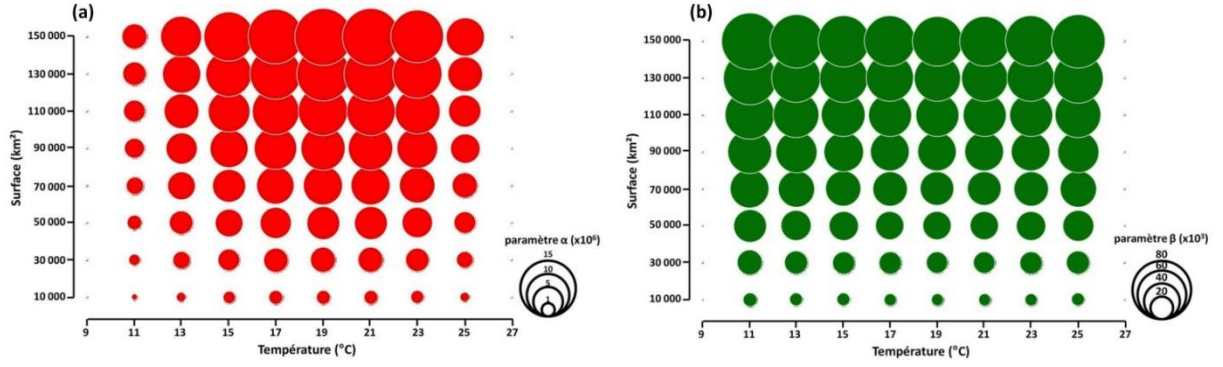 (a)
150 000
130 000
110 000
90 000
70 000
50 000
30 000
10 000
Surface (km²)
9 11 13 15 17 19 21 23 25 27
Température (°C)
paramètre α (x10⁶)
15
10
5
1
(b)
150 000
130 000
110 000
90 000
70 000
50 000
30 000
10 000
Surface (km²)
9 11 13 15 17 19 21 23 25 27
Température (°C)
paramètre β (x10³)
80
60
40
20